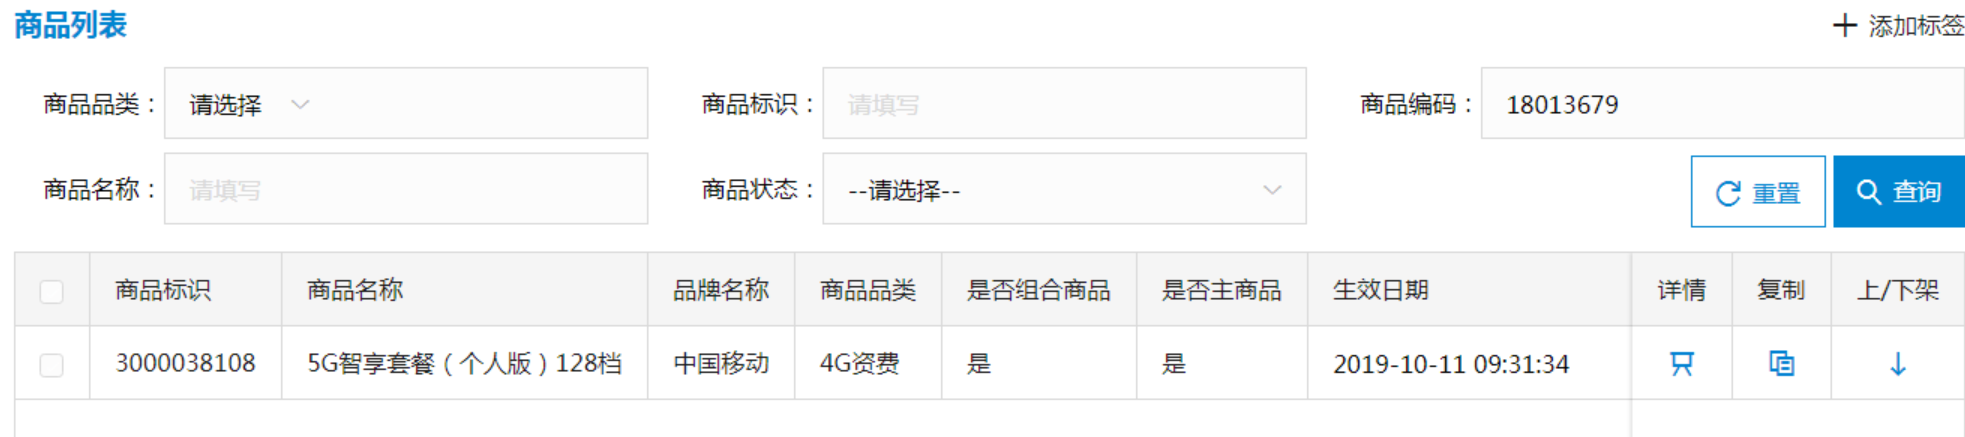 商品列表
添加标签
商品品类： 请选择 商品标识： 请填写 商品编码： 18013679
商品名称： 请填写 商品状态： --请选择-- 重置 查询
商品标识 商品名称 品牌名称 商品品类 是否组合商品 是否主商品 生效日期 详情 复制 上/下架
3000038108 5G智享套餐（个人版）128档 中国移动 4G资费 是 是 2019-10-11 09:31:34